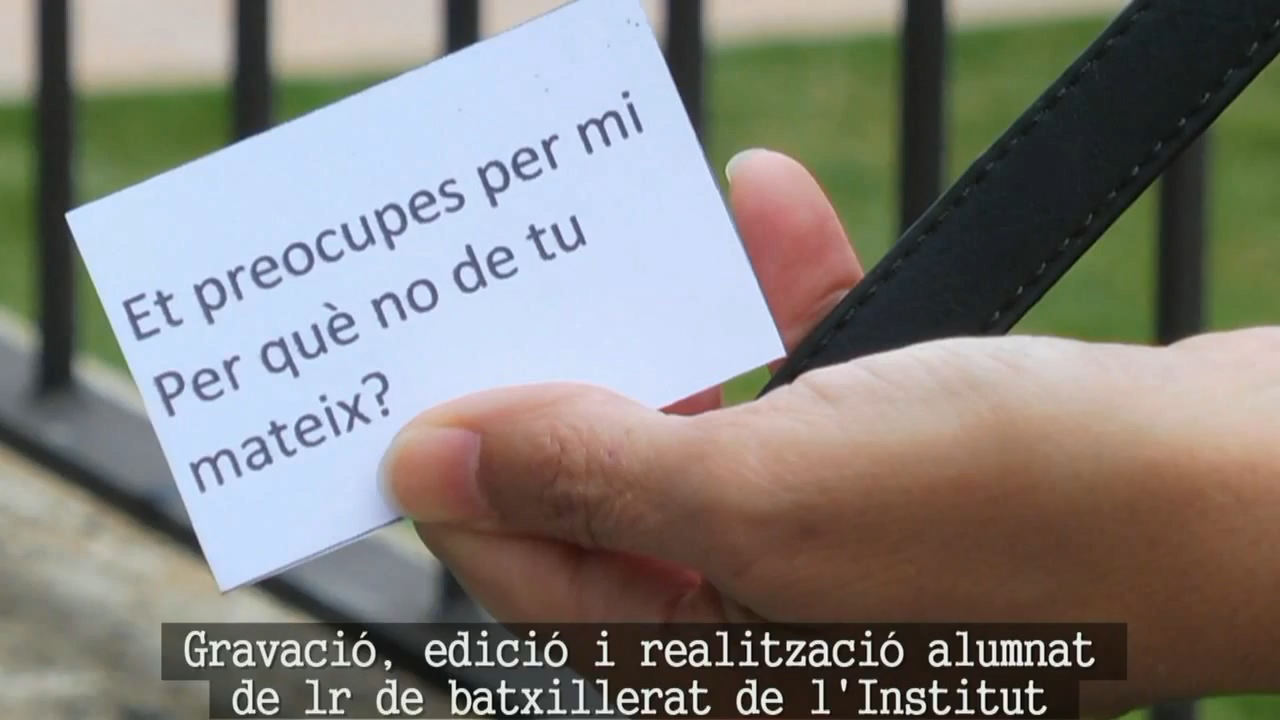 Et preocupes per mi
Per què no de tu
mateix?
Gravació, edició i realització alumnat
de 1r de batxillerat de l'Institut